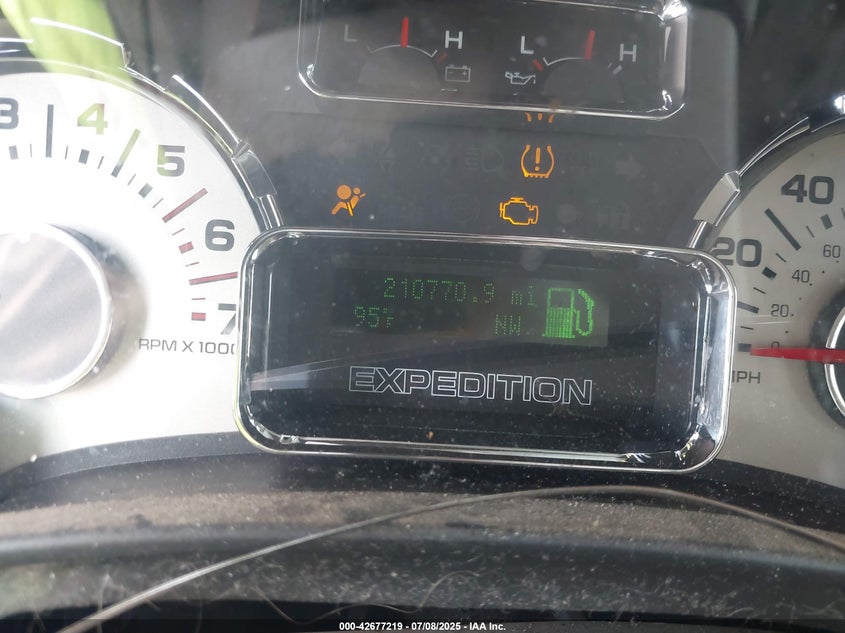 L H L H
3 4 5 6 7
RPM X 1000
210770.9 mi
95°F NW
EXPEDITION
40
20
60
40
20
0
MPH
000-42677219 - 07/08/2025 - IAA Inc.